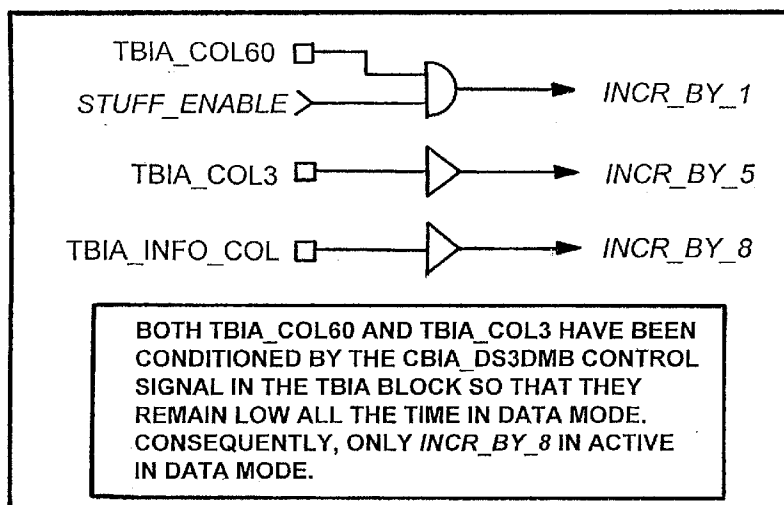 TBIA_COL60
STUFF_ENABLE
INCR_BY_1
TBIA_COL3
INCR_BY_5
TBIA_INFO_COL
INCR_BY_8
BOTH TBIA_COL60 AND TBIA_COL3 HAVE BEEN
CONDITIONED BY THE CBIA_DS3DMB CONTROL
SIGNAL IN THE TBIA BLOCK SO THAT THEY
REMAIN LOW ALL THE TIME IN DATA MODE.
CONSEQUENTLY, ONLY INCR_BY_8 IN ACTIVE
IN DATA MODE.